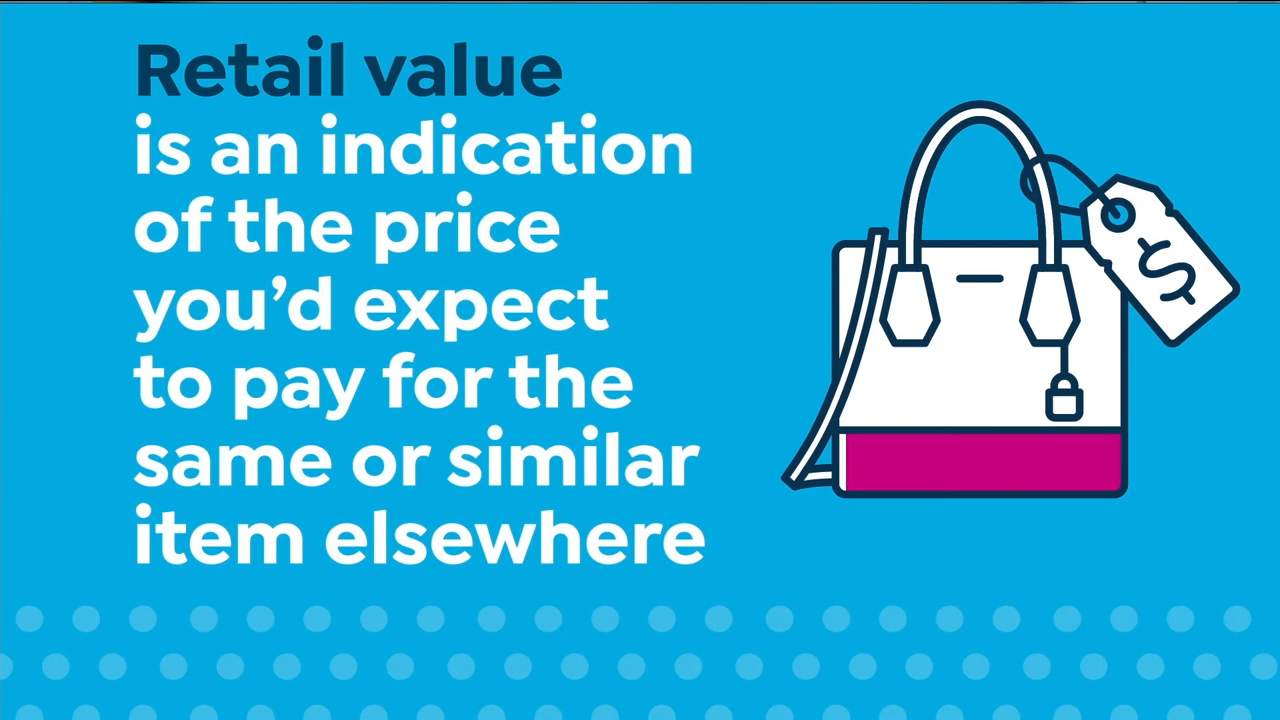 Retail value
is an indication
of the price
you’d expect
to pay for the
same or similar
item elsewhere
$